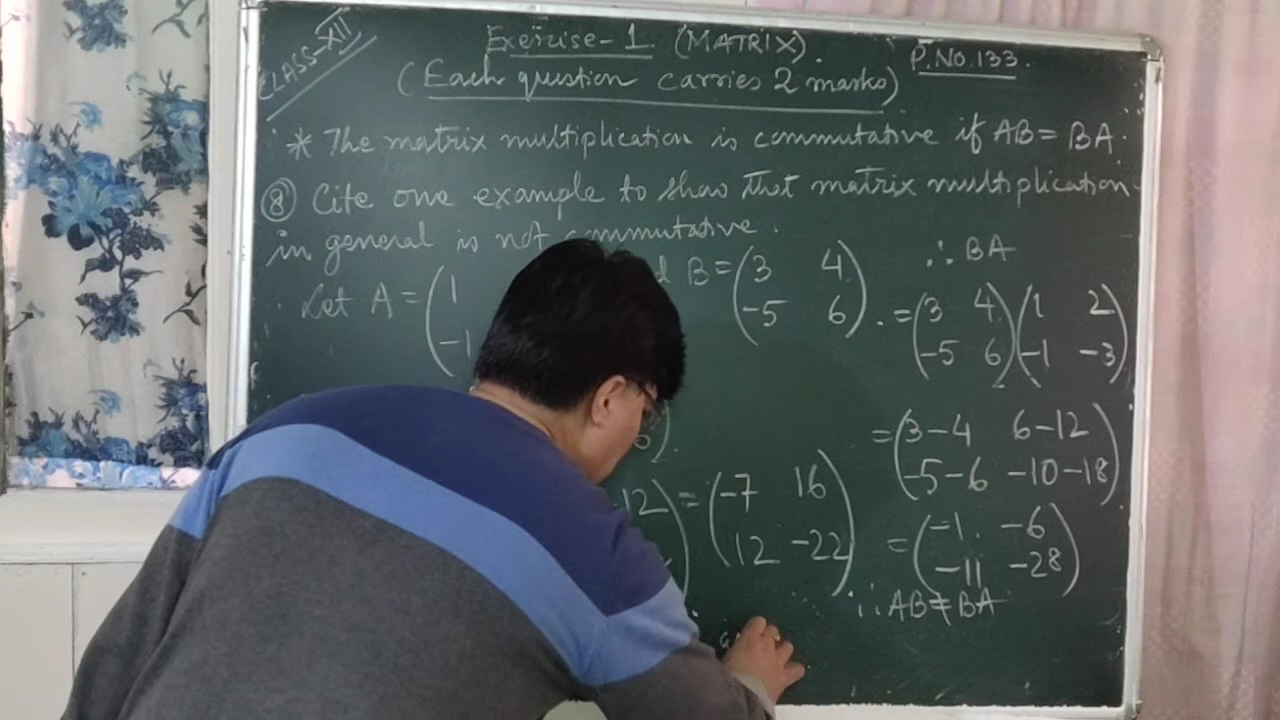 CLASS-XII
Exercise-1 (MATRIX).
P.No.133.
(Each question carries 2 marks)
* The matrix multiplication is commutative if AB = BA.
⑧ Cite one example to show that matrix multiplication
in general is not commutative.
Let A = ( 1
-1
B = ( 3 4
-5 6 ).
6 ).
12 ) = ( -7 16
12 -22 )
∴ BA
= ( 3 4 -5 6 ) ( 1 2 -1 -3 )
= ( 3-4 6-12
-5-6 -10-18 )
= ( -1 -6
-11 -28 )
∴ AB ≠ BA